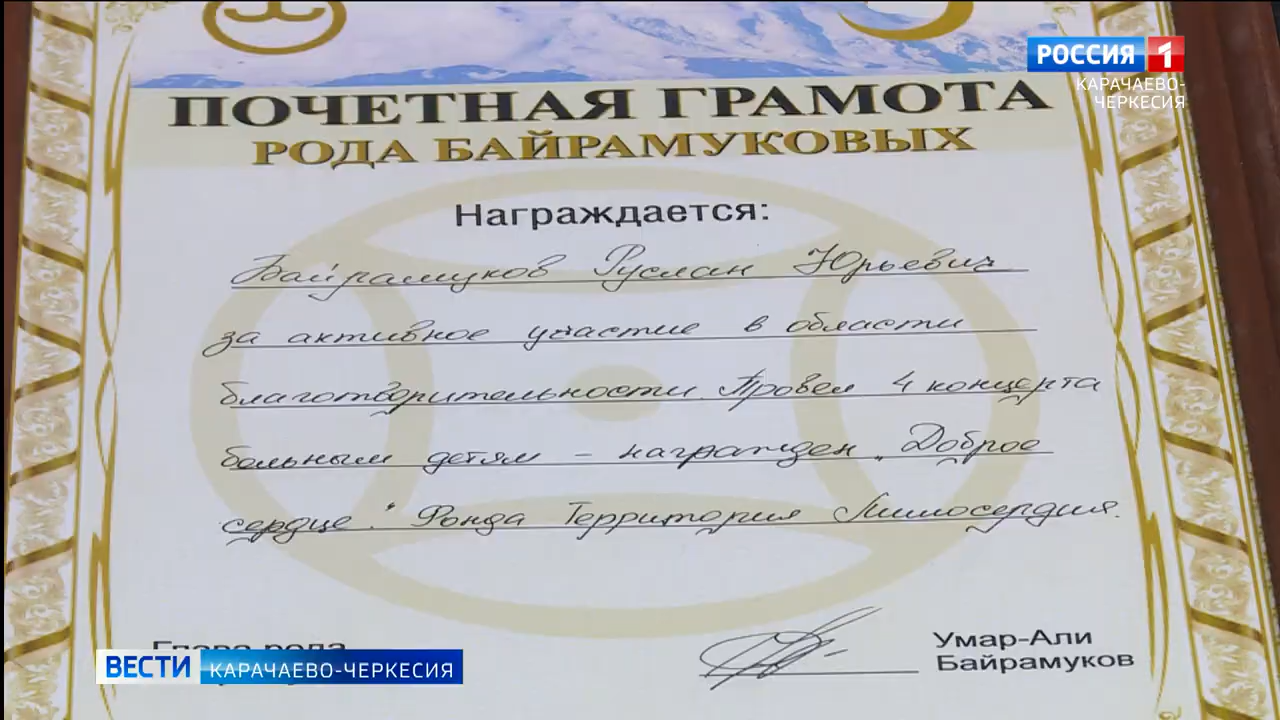 РОССИЯ 1
КАРАЧАЕВО-
ЧЕРКЕСИЯ
ПОЧЕТНАЯ ГРАМОТА
РОДА БАЙРАМУКОВЫХ
Награждается:
Байрамуков Руслан Юрьевич
за активное участие в области
благотворительности. Провел 4 концерта
больным детям - награжден „Доброе
сердце." Фонда Территория Милосердия.
Глава рода
Умар-Али
Байрамуков
ВЕСТИ КАРАЧАЕВО-ЧЕРКЕСИЯ